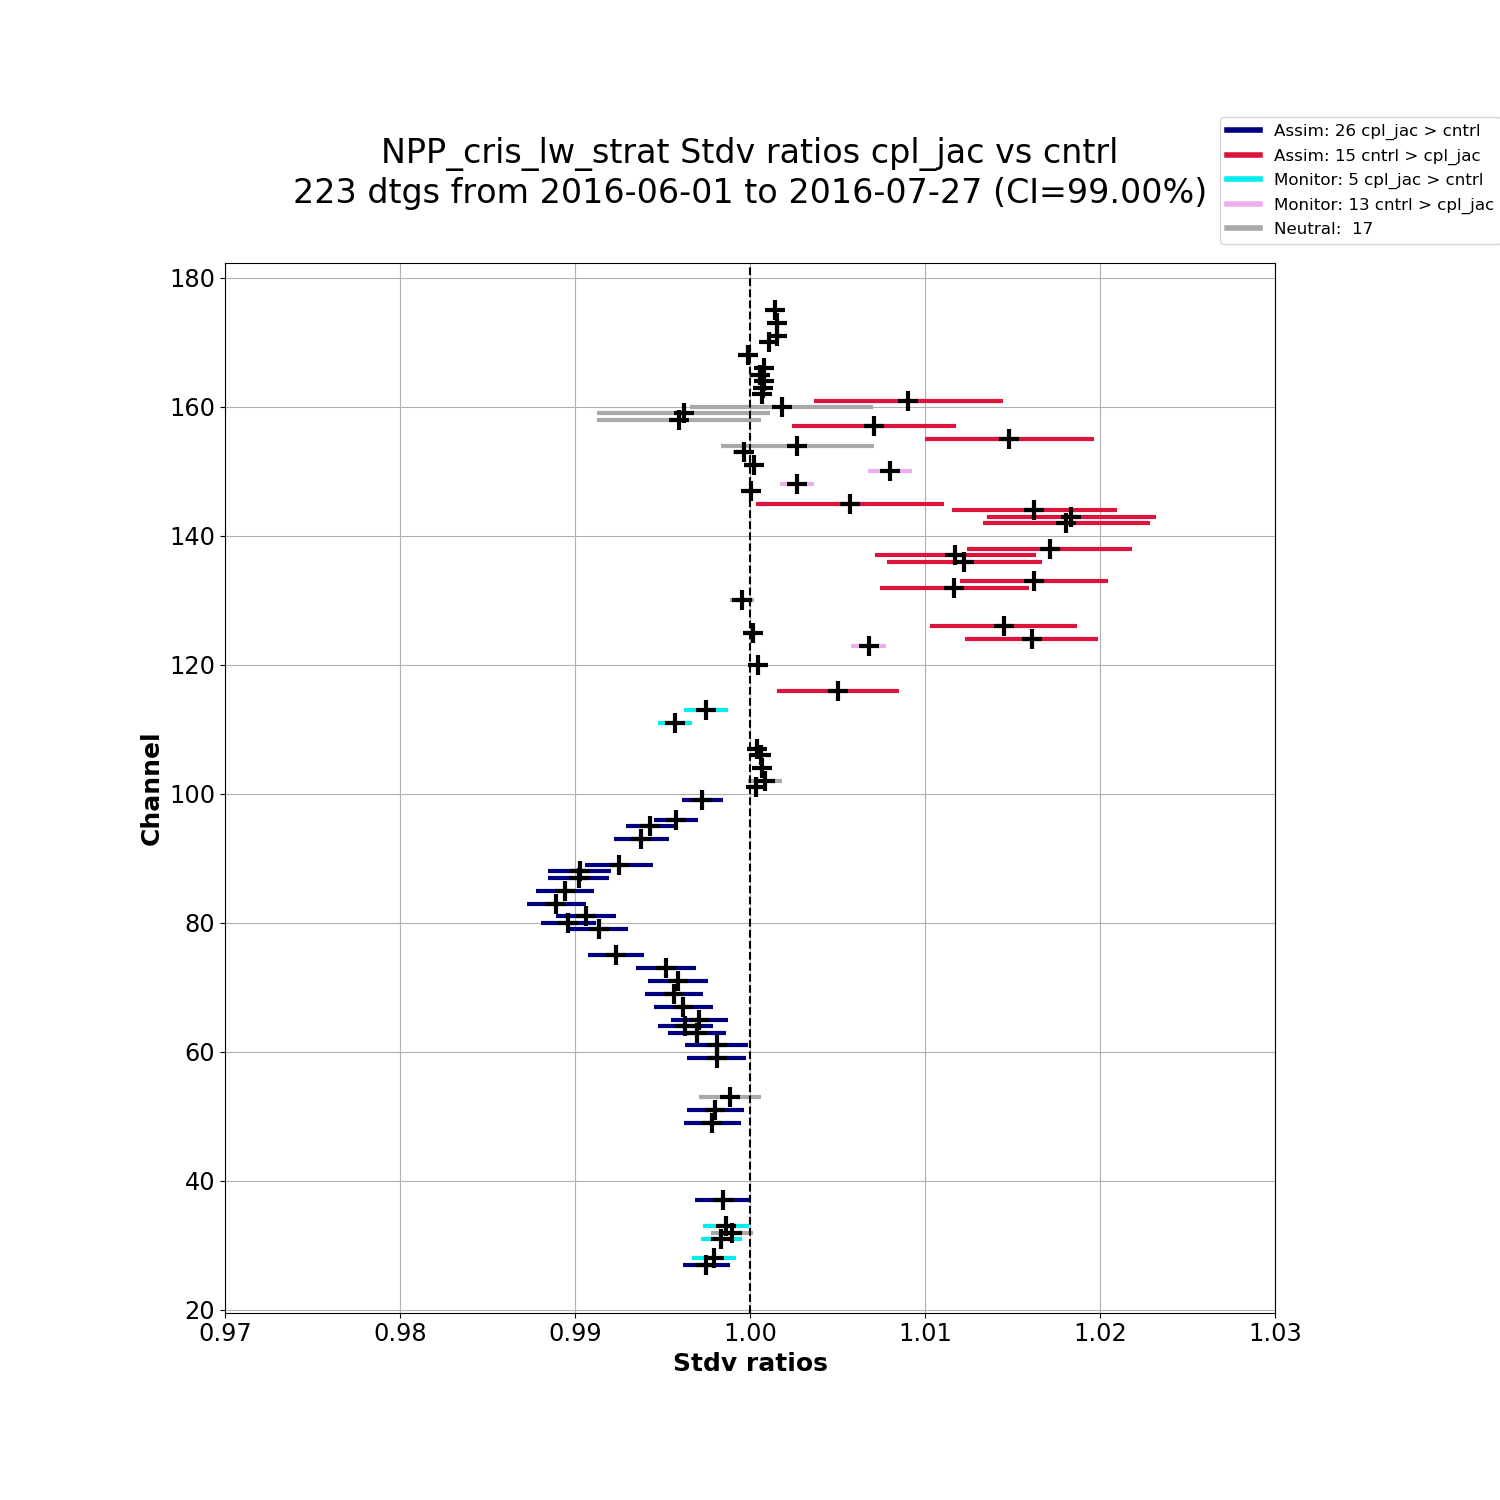 NPP_cris_lw_strat Stdv ratios cpl_jac vs cntrl
223 dtgs from 2016-06-01 to 2016-07-27 (CI=99.00%)
Assim: 26 cpl_jac > cntrl
Assim: 15 cntrl > cpl_jac
Monitor: 5 cpl_jac > cntrl
Monitor: 13 cntrl > cpl_jac
Neutral:  17
180
160
140
120
100
80
60
40
20
Channel
0.97 0.98 0.99 1.00 1.01 1.02 1.03
Stdv ratios